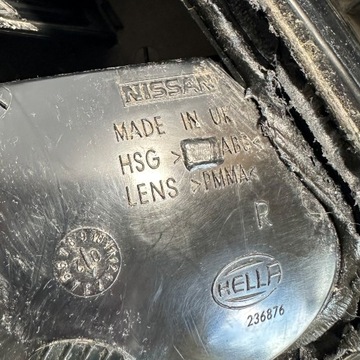 NISSAN
MADE IN UK
HSG > ABS<
LENS >PMMA<
R
HELLA
236876